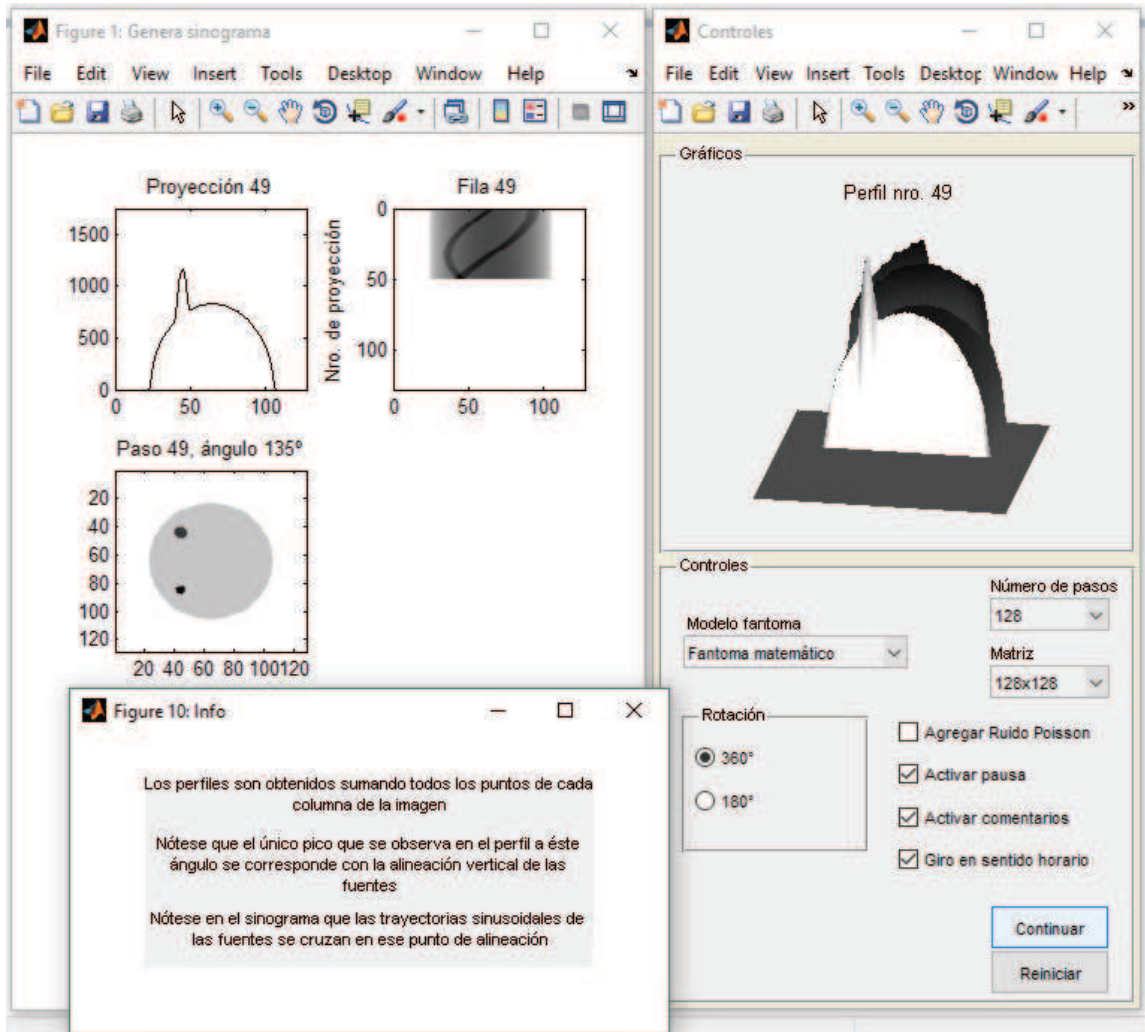 Figure 1: Genera sinograma
File Edit View Insert Tools Desktop Window Help
Proyección 49
1500
1000
500
0
0 50 100
Fila 49
Nro. de proyección
0
50
100
0 50 100
Paso 49, ángulo 135º
20
40
60
80
100
120
20 40 60 80 100120
Figure 10: Info
Los perfiles son obtenidos sumando todos los puntos de cada
columna de la imagen
Nótese que el único pico que se observa en el perfil a éste
ángulo se corresponde con la alineación vertical de las
fuentes
Nótese en el sinograma que las trayectorias sinusoidales de
las fuentes se cruzan en ese punto de alineación
Controles
File Edit View Insert Tools Desktop Window Help
Gráficos
Perfil nro. 49
Controles
Modelo fantoma
Fantoma matemático
Número de pasos
128
Matriz
128x128
Rotación
360°
180°
Agregar Ruido Poisson
Activar pausa
Activar comentarios
Giro en sentido horario
Continuar
Reiniciar